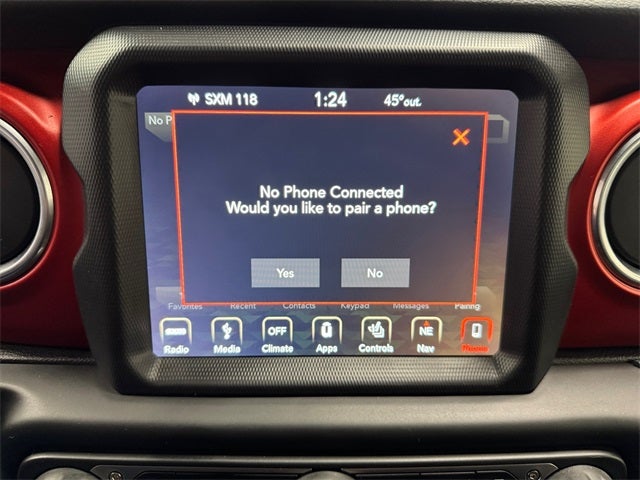 SXM 118 1:24 45°out.
No P
X
No Phone Connected
Would you like to pair a phone?
Yes No
Favorites Recent Contacts Keypad Messages Pairing
OFF NE
Radio Media Climate Apps Controls Nav Phone